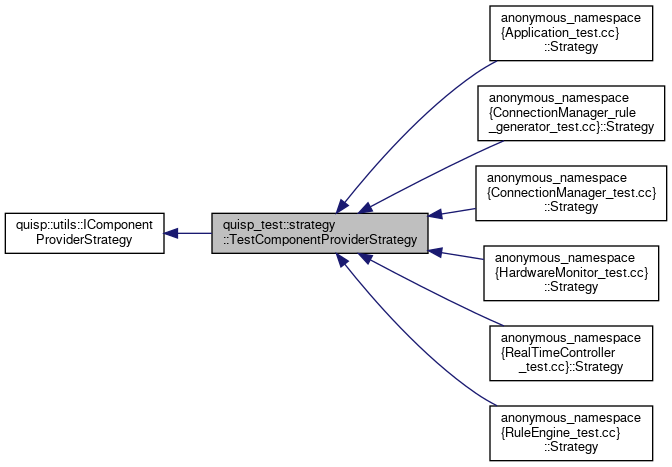 anonymous_namespace
{Application_test.cc}
::Strategy
anonymous_namespace
{ConnectionManager_rule
_generator_test.cc}::Strategy
anonymous_namespace
{ConnectionManager_test.cc}
::Strategy
quisp::utils::IComponent
ProviderStrategy
quisp_test::strategy
::TestComponentProviderStrategy
anonymous_namespace
{HardwareMonitor_test.cc}
::Strategy
anonymous_namespace
{RealTimeController
_test.cc}::Strategy
anonymous_namespace
{RuleEngine_test.cc}
::Strategy